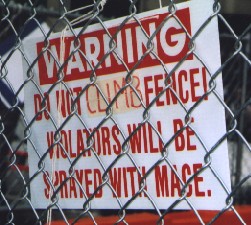 WARNING
DO NOT CLIMB FENCE!
VIOLATORS WILL BE
SPRAYED WITH MACE.